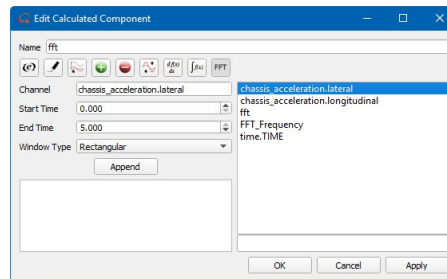 Edit Calculated Component
Name fft
(e) d f(x) dx ∫f(x) FFT
Channel chassis_acceleration.lateral
Start Time 0.000
End Time 5.000
Window Type Rectangular
Append
chassis_acceleration.lateral
chassis_acceleration.longitudinal
fft
FFT_Frequency
time.TIME
OK Cancel Apply